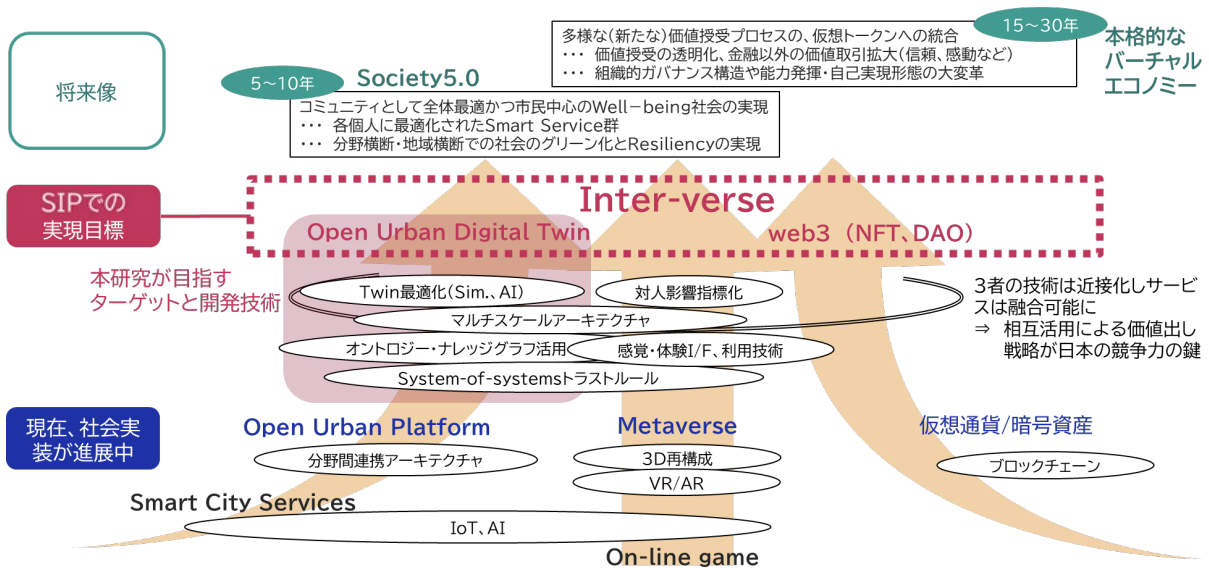 将来像
5～10年
Society5.0
コミュニティとして全体最適かつ市民中心のWell－being社会の実現
･･･ 各個人に最適化されたSmart Service群
･･･ 分野横断･地域横断での社会のグリーン化とResiliencyの実現
15～30年
多様な(新たな)価値授受プロセスの、仮想トークンへの統合
･･･ 価値授受の透明化、金融以外の価値取引拡大(信頼、感動など)
･･･ 組織的ガバナンス構造や能力発揮･自己実現形態の大変革
本格的な
バーチャル
エコノミー
SIPでの
実現目標
Inter-verse
Open Urban Digital Twin
web3（NFT、DAO）
本研究が目指す
ターゲットと開発技術
Twin最適化(Sim.、AI)
対人影響指標化
マルチスケールアーキテクチャ
オントロジー･ナレッジグラフ活用
感覚･体験I/F、利用技術
System-of-systemsトラストルール
3者の技術は近接化しサービ
スは融合可能に
⇒ 相互活用による価値出し
戦略が日本の競争力の鍵
現在、社会実
装が進展中
Open Urban Platform
分野間連携アーキテクチャ
Metaverse
3D再構成
VR/AR
仮想通貨/暗号資産
ブロックチェーン
Smart City Services
IoT、AI
On-line game